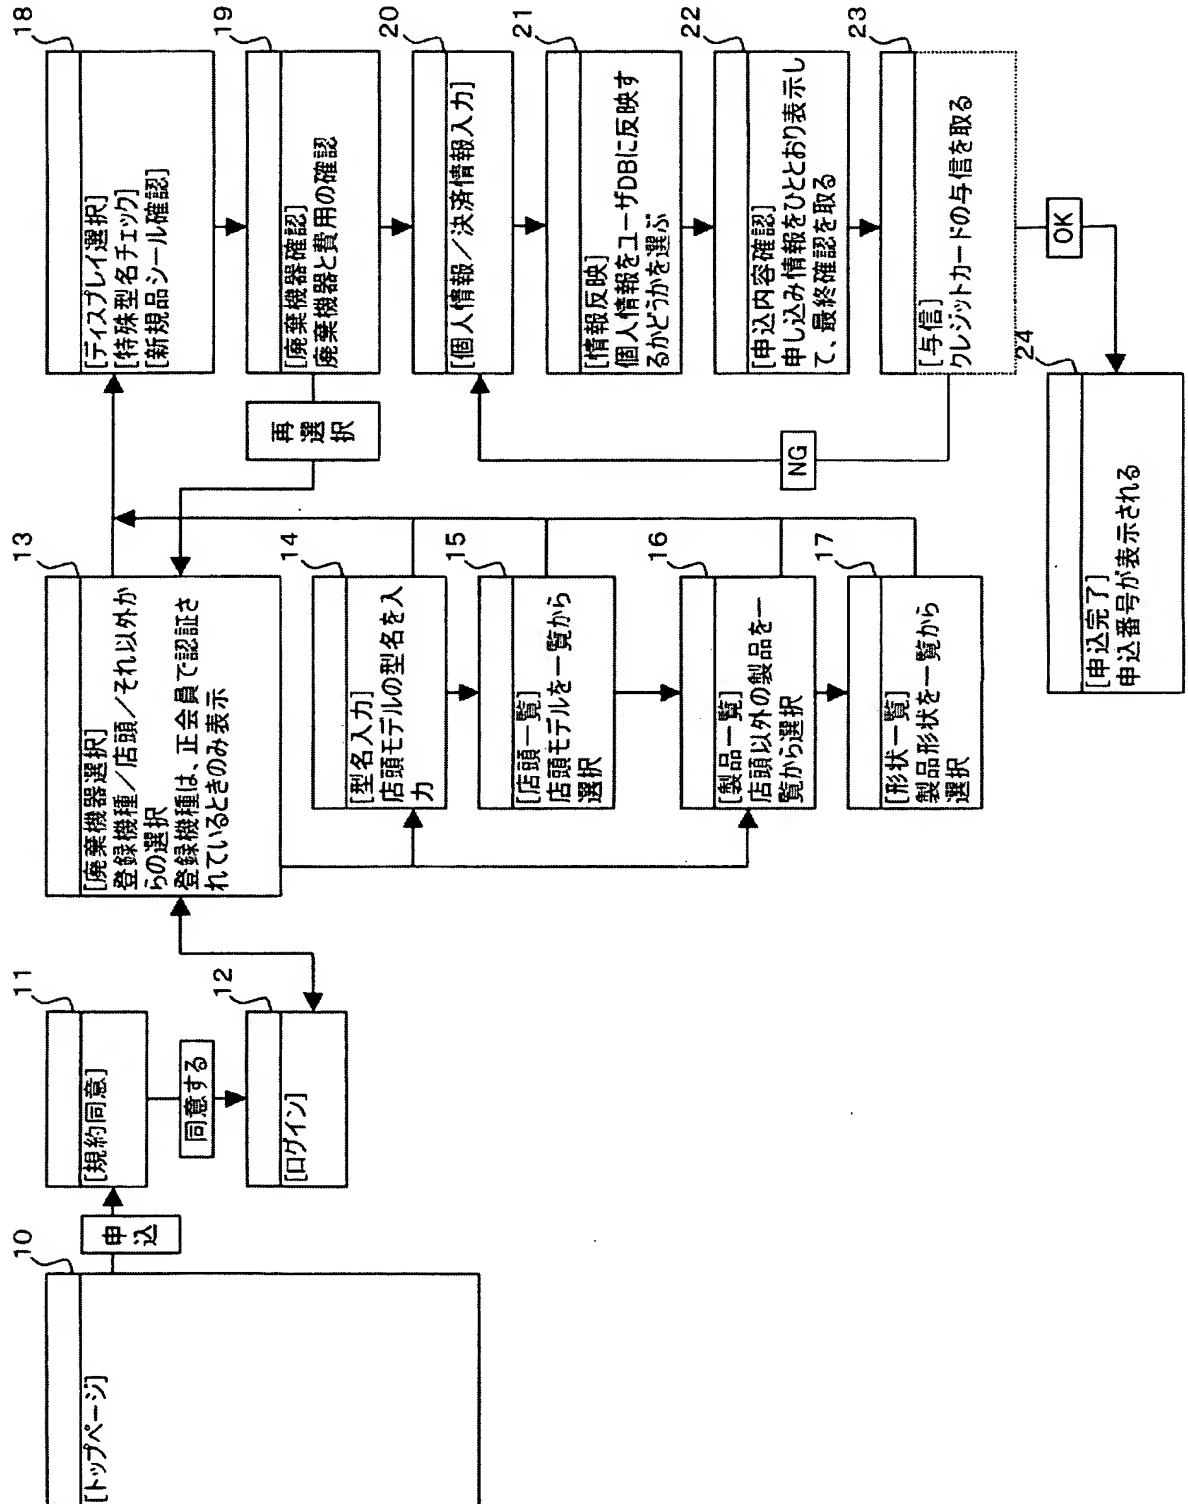 10
[トップページ]
申
込
11
[規約同意]
同意する
12
[ログイン]
13
[廃棄機器選択]
登録機種/店頭/それ以外か
らの選択
登録機種は、正会員で認証さ
れているときのみ表示
14
[型名入力]
店頭モデルの型名を入
力
15
[店頭一覧]
店頭モデルを一覧から
選択
16
[製品一覧]
店頭以外の製品を一
覧から選択
17
[形状一覧]
製品形状を一覧から
選択
18
[ディスプレイ選択]
[特殊型名チェック]
[新規品シール確認]
19
[廃棄機器確認]
廃棄機器と費用の確認
再
選
択
20
[個人情報/決済情報入力]
21
[情報反映]
個人情報をユーザDBに反映す
るかどうかを選ぶ
22
[申込内容確認]
申し込み情報をひととおり表示し
て、最終確認を取る
23
[与信]
クレジットカードの与信を取る
NG
OK
24
[申込完了]
申込番号が表示される